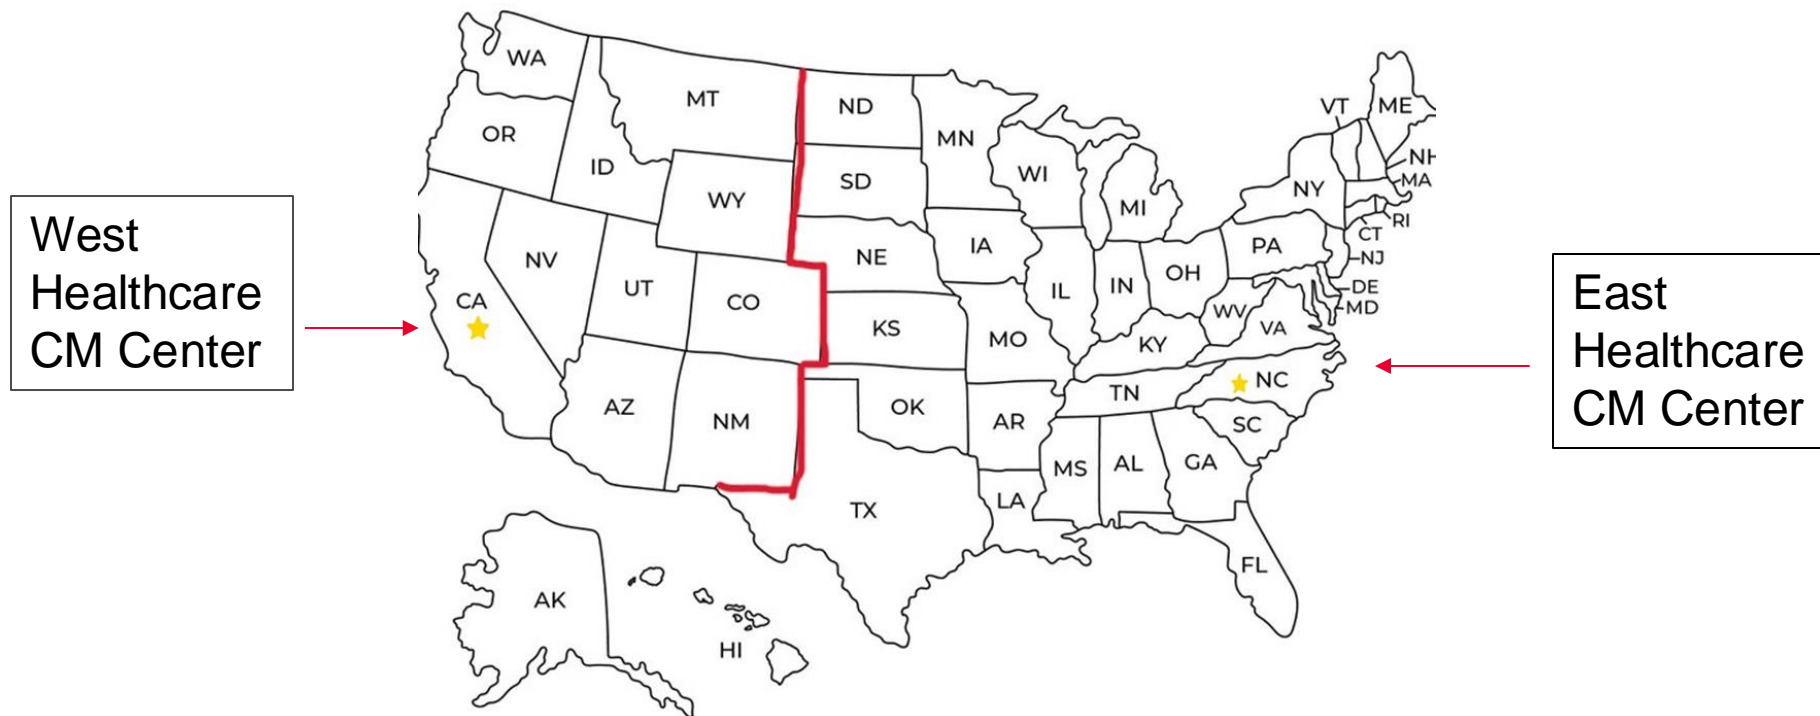 West
Healthcare
CM Center
WA
MT
ND
MN
OR
ID
WY
SD
WI
MI
VT
ME
NH
MA
NY
RI
CT
NV
UT
CO
NE
IA
PA
NJ
CA
KS
MO
IL
IN
OH
WV
VA
DE
MD
KY
AZ
NM
OK
AR
TN
NC
SC
TX
LA
MS
AL
GA
FL
AK
HI
East
Healthcare
CM Center